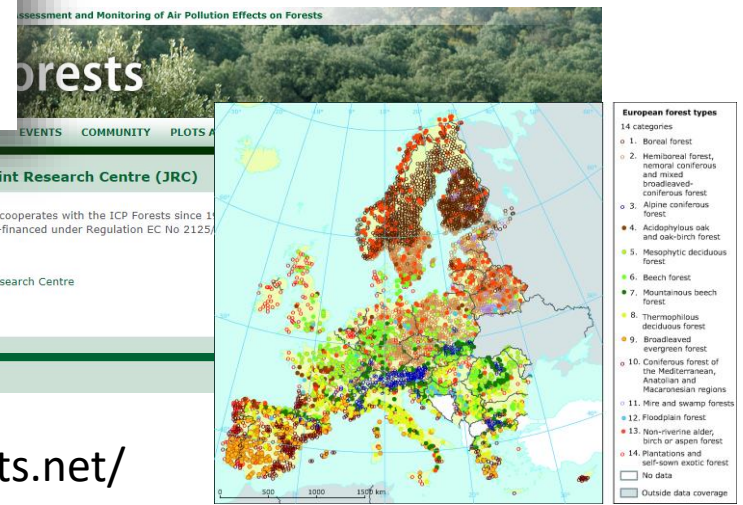 Assessment and Monitoring of Air Pollution Effects on Forests
orests
EVENTS COMMUNITY PLOTS A
int Research Centre (JRC)
cooperates with the ICP Forests since 19
-financed under Regulation EC No 2125/
search Centre
ts.net/
0 500 1000 1500 km
European forest types
14 categories
1. Boreal forest
2. Hemiboreal forest,
nemoral coniferous
and mixed
broadleaved-
coniferous forest
3. Alpine coniferous
forest
4. Acidophylous oak
and oak-birch forest
5. Mesophytic deciduous
forest
6. Beech forest
7. Mountainous beech
forest
8. Thermophilous
deciduous forest
9. Broadleaved
evergreen forest
10. Coniferous forest of
the Mediterranean,
Anatolian and
Macaronesian regions
11. Mire and swamp forests
12. Floodplain forest
13. Non-riverine alder,
birch or aspen forest
14. Plantations and
self-sown exotic forest
No data
Outside data coverage